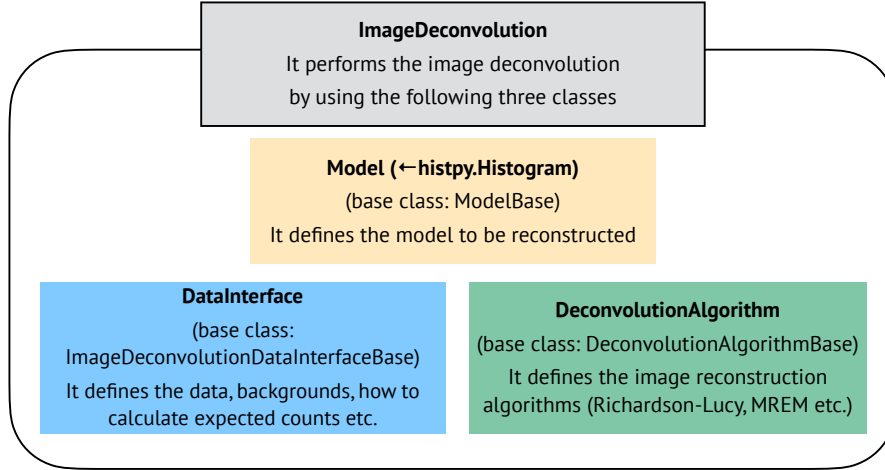 ImageDeconvolution
It performs the image deconvolution
by using the following three classes
Model (←histpy.Histogram)
(base class: ModelBase)
It defines the model to be reconstructed
DataInterface
(base class:
ImageDeconvolutionDataInterfaceBase)
It defines the data, backgrounds, how to
calculate expected counts etc.
DeconvolutionAlgorithm
(base class: DeconvolutionAlgorithmBase)
It defines the image reconstruction
algorithms (Richardson-Lucy, MREM etc.)